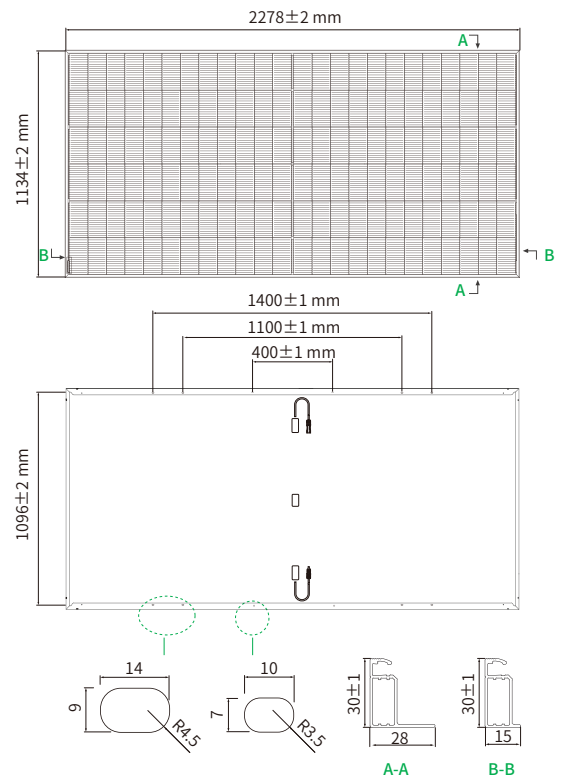 2278±2 mm
A
1134±2 mm
B
B
A
1400±1 mm
1100±1 mm
400±1 mm
1096±2 mm
14
9
R4.5
10
7
R3.5
30±1
28
A-A
30±1
15
B-B